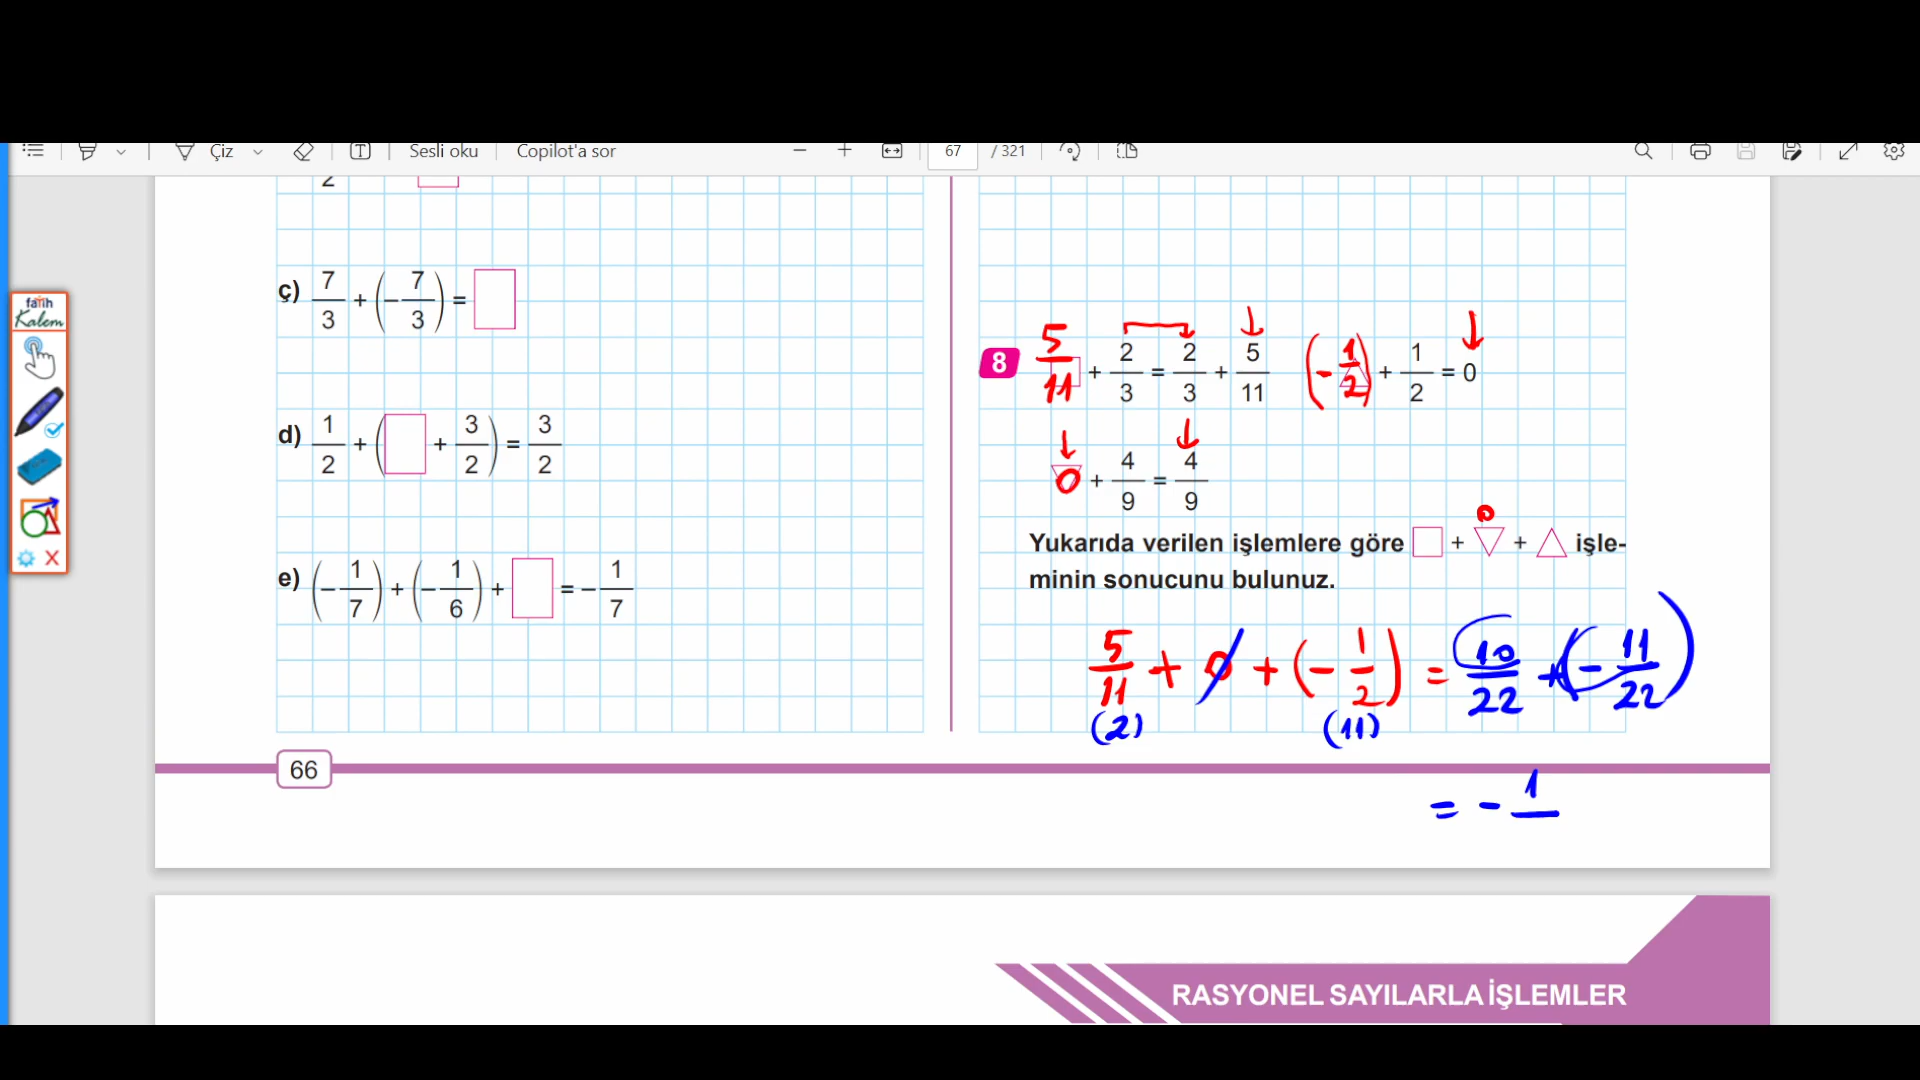 Çiz
Sesli oku
Copilot'a sor
67
/ 321
fatih
Kalem
2
ç) 7/3 + (-7/3) =
d) 1/2 + ( + 3/2) = 3/2
e) (-1/7) + (-1/6) + = -1/7
66
8
5/11 + 2/3 = 2/3 + 5/11 (-1/2) + 1/2 = 0
0 + 4/9 = 4/9
0
Yukarıda verilen işlemlere göre □ + ▽ + △ işle-
minin sonucunu bulunuz.
5/11 + 0 + (-1/2) = 10/22 + (-11/22)
(2) (11)
= - 1
RASYONEL SAYILARLA İŞLEMLER